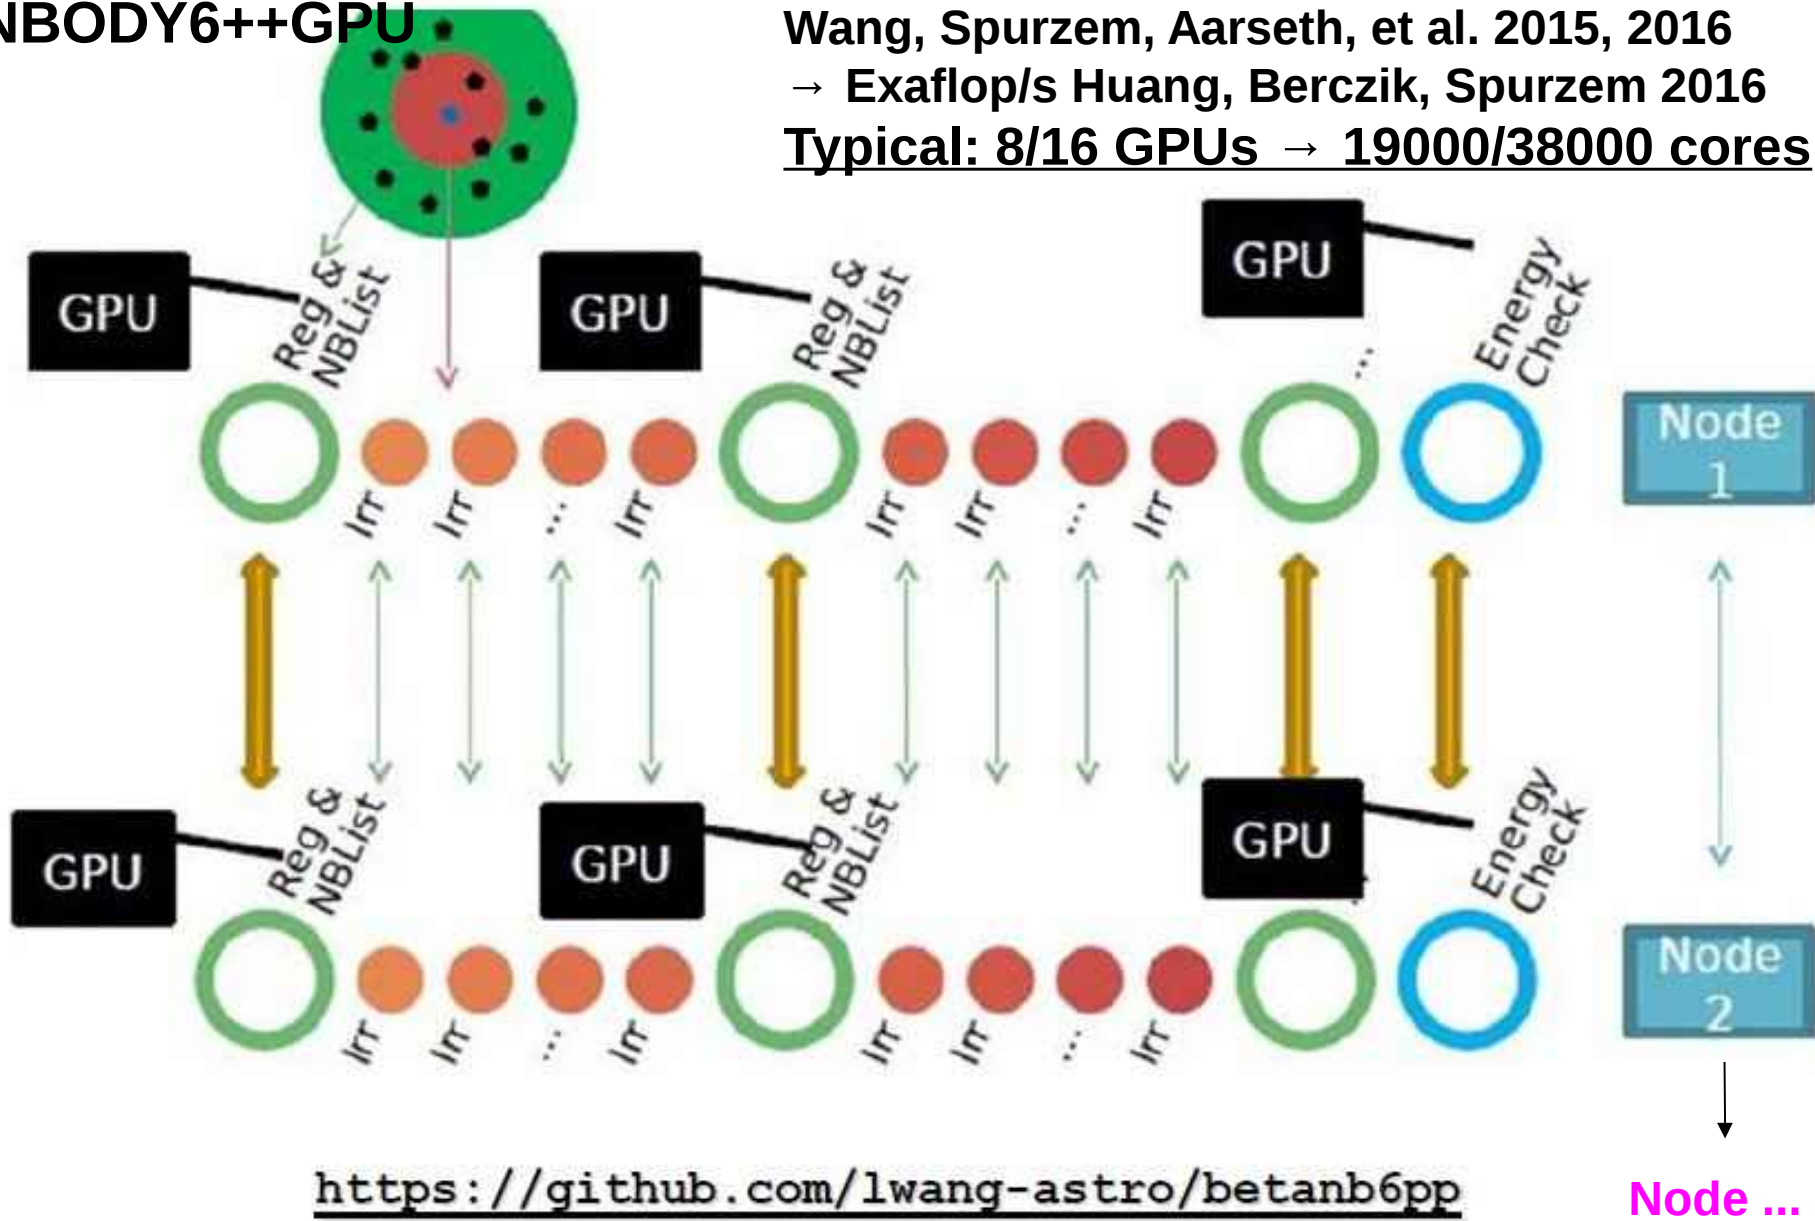 NBODY6++GPU
Wang, Spurzem, Aarseth, et al. 2015, 2016
→ Exaflop/s Huang, Berczik, Spurzem 2016
Typical: 8/16 GPUs → 19000/38000 cores
GPU
Reg &
NBList
GPU
Reg &
NBList
GPU
...
Energy
Check
Node
1
Irr
Irr
...
Irr
Irr
Irr
...
Irr
GPU
Reg &
NBList
GPU
Reg &
NBList
GPU
Energy
Check
Node
2
Irr
Irr
...
Irr
Irr
Irr
...
Irr
https://github.com/lwang-astro/betanb6pp
Node ...